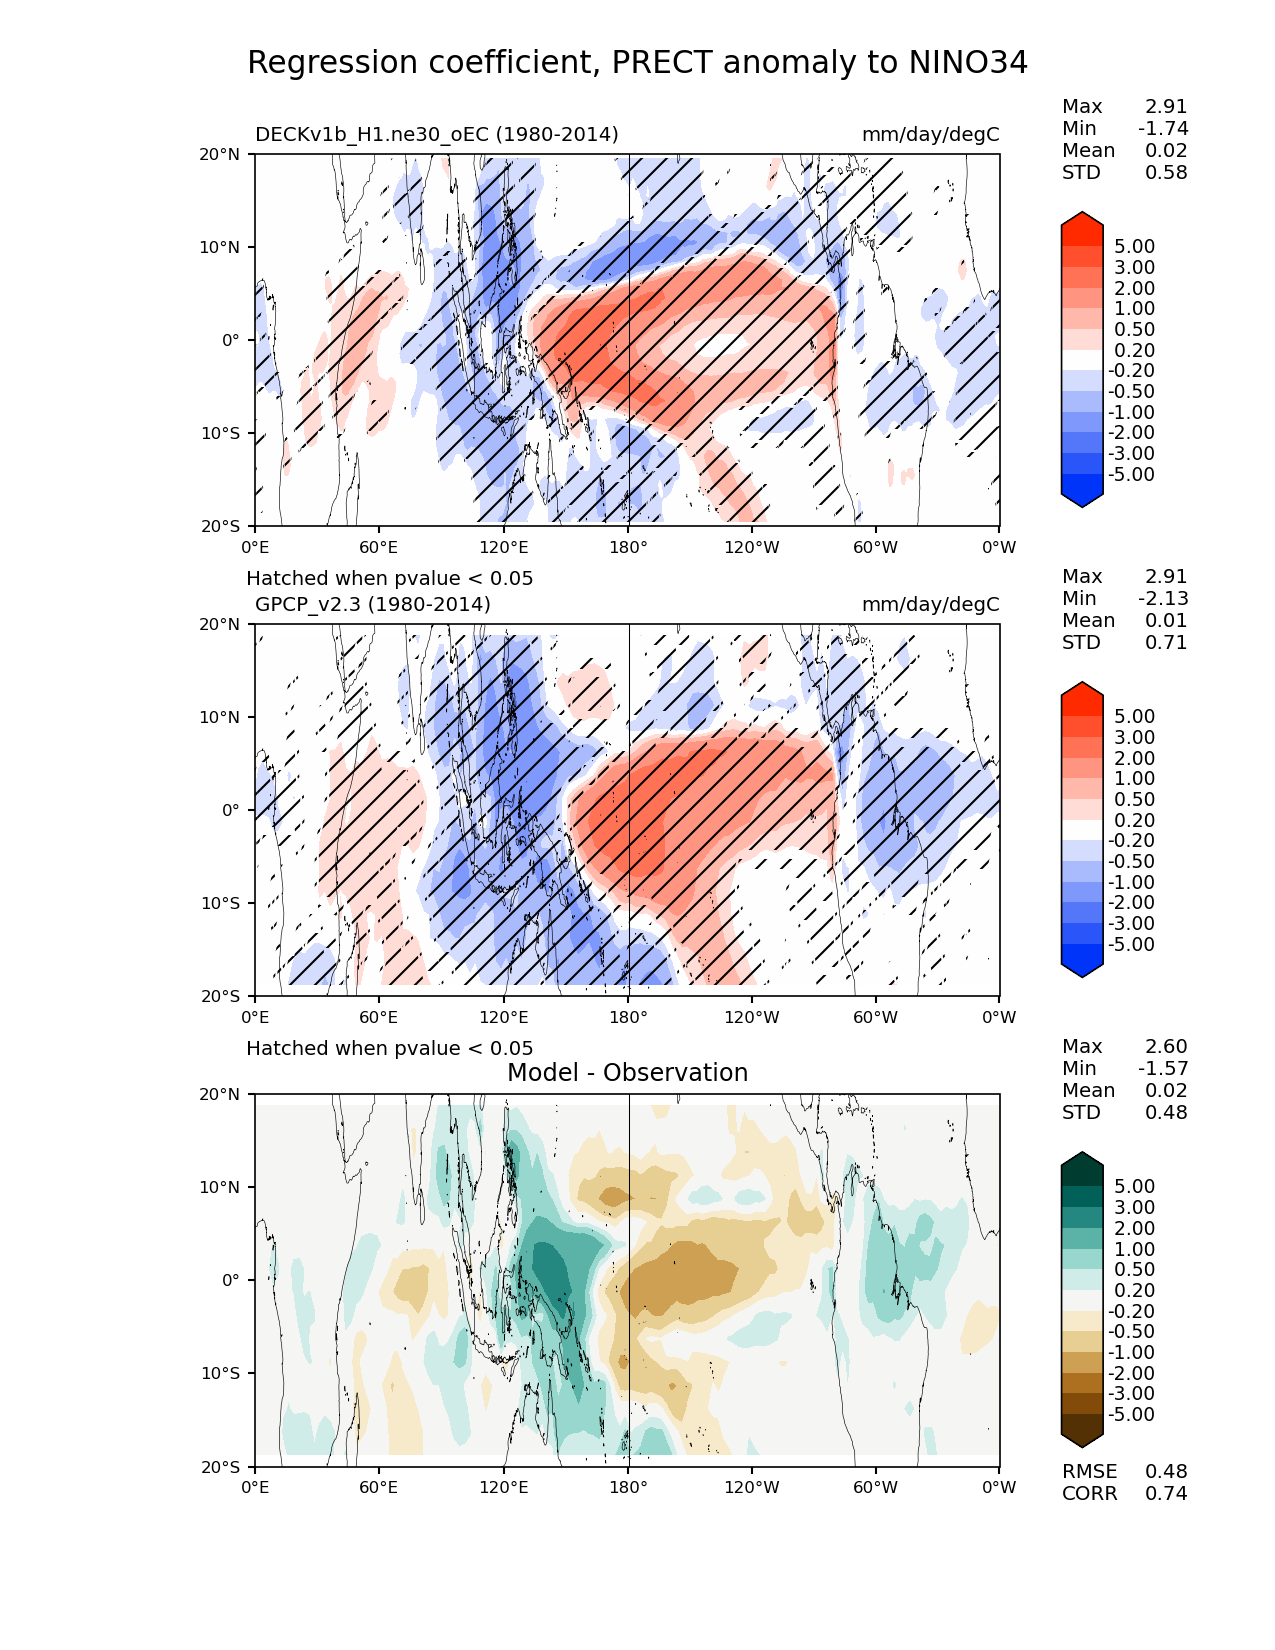 Regression coefficient, PRECT anomaly to NINO34
DECKv1b_H1.ne30_oEC (1980-2014) mm/day/degC
Max 2.91
Min -1.74
Mean 0.02
STD 0.58
20°N
10°N
0°
10°S
20°S
0°E 60°E 120°E 180° 120°W 60°W 0°W
5.00
3.00
2.00
1.00
0.50
0.20
-0.20
-0.50
-1.00
-2.00
-3.00
-5.00
Hatched when pvalue < 0.05
GPCP_v2.3 (1980-2014) mm/day/degC
Max 2.91
Min -2.13
Mean 0.01
STD 0.71
20°N
10°N
0°
10°S
20°S
0°E 60°E 120°E 180° 120°W 60°W 0°W
5.00
3.00
2.00
1.00
0.50
0.20
-0.20
-0.50
-1.00
-2.00
-3.00
-5.00
Hatched when pvalue < 0.05
Model - Observation
Max 2.60
Min -1.57
Mean 0.02
STD 0.48
20°N
10°N
0°
10°S
20°S
0°E 60°E 120°E 180° 120°W 60°W 0°W
5.00
3.00
2.00
1.00
0.50
0.20
-0.20
-0.50
-1.00
-2.00
-3.00
-5.00
RMSE 0.48
CORR 0.74